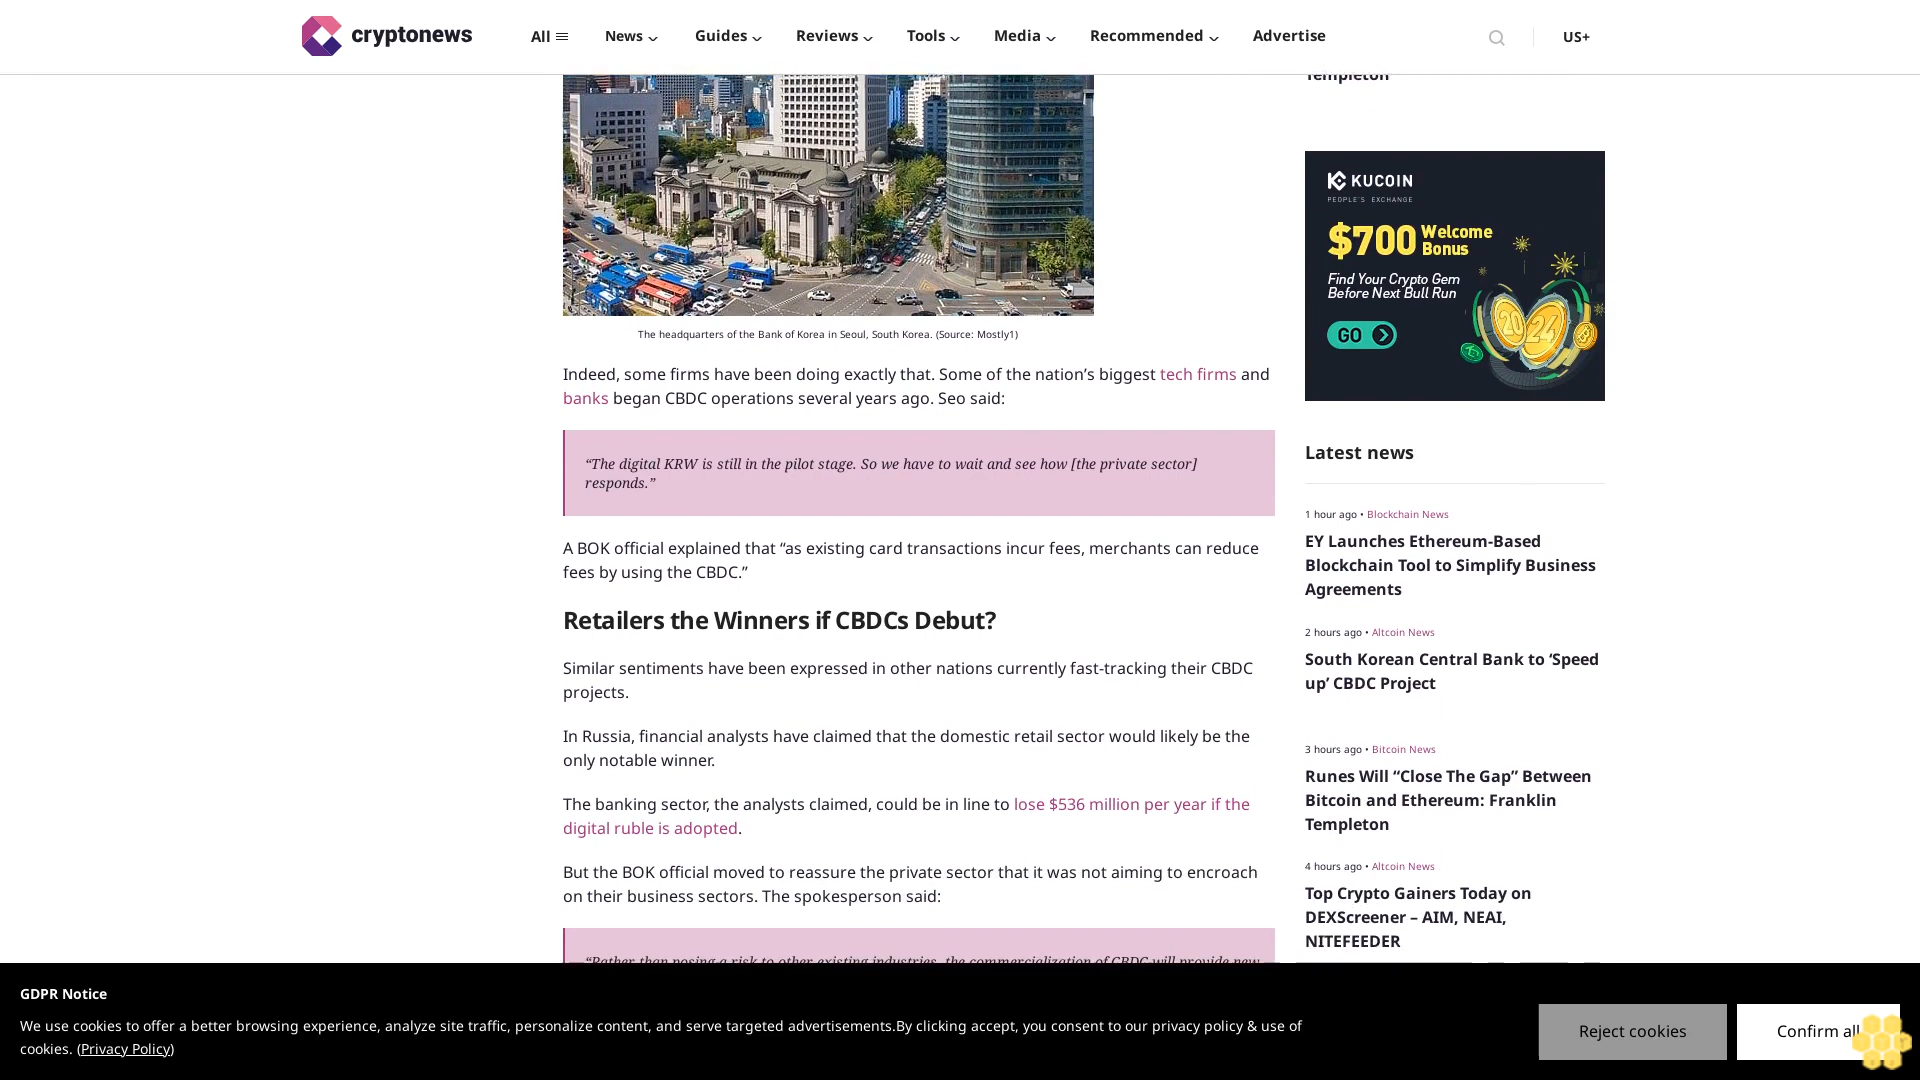 cryptonews
All
News
Guides
Reviews
Tools
Media
Recommended
Advertise
US+
Templeton
The headquarters of the Bank of Korea in Seoul, South Korea. (Source: Mostly1)
Indeed, some firms have been doing exactly that. Some of the nation’s biggest tech firms and
banks began CBDC operations several years ago. Seo said:
“The digital KRW is still in the pilot stage. So we have to wait and see how [the private sector]
responds.”
A BOK official explained that “as existing card transactions incur fees, merchants can reduce
fees by using the CBDC.”
Retailers the Winners if CBDCs Debut?
Similar sentiments have been expressed in other nations currently fast-tracking their CBDC
projects.
In Russia, financial analysts have claimed that the domestic retail sector would likely be the
only notable winner.
The banking sector, the analysts claimed, could be in line to lose $536 million per year if the
digital ruble is adopted.
But the BOK official moved to reassure the private sector that it was not aiming to encroach
on their business sectors. The spokesperson said:
“Rather than posing a risk to other existing industries, the commercialization of CBDC will provide new
KUCOIN
PEOPLE'S EXCHANGE
$700 Welcome
Bonus
Find Your Crypto Gem
Before Next Bull Run
GO
2024
Latest news
1 hour ago • Blockchain News
EY Launches Ethereum-Based
Blockchain Tool to Simplify Business
Agreements
2 hours ago • Altcoin News
South Korean Central Bank to ‘Speed
up’ CBDC Project
3 hours ago • Bitcoin News
Runes Will “Close The Gap” Between
Bitcoin and Ethereum: Franklin
Templeton
4 hours ago • Altcoin News
Top Crypto Gainers Today on
DEXScreener – AIM, NEAI,
NITEFEEDER
GDPR Notice
We use cookies to offer a better browsing experience, analyze site traffic, personalize content, and serve targeted advertisements.By clicking accept, you consent to our privacy policy & use of
cookies. (Privacy Policy)
Reject cookies
Confirm all